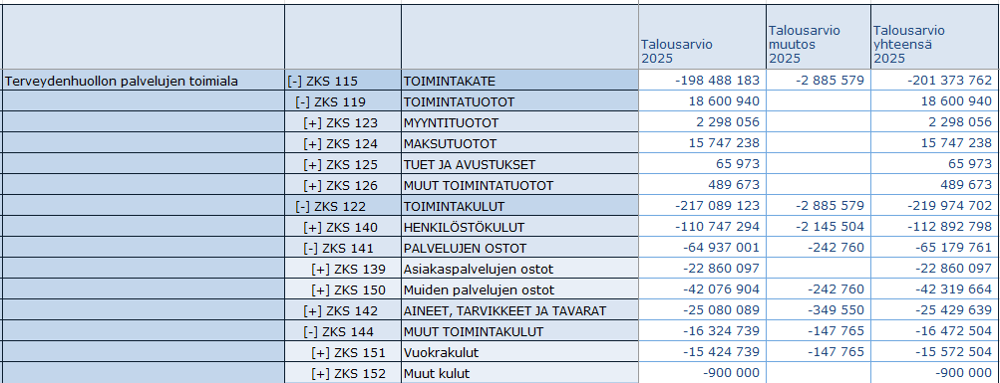 Talousarvio 2025 Talousarvio muutos 2025 Talousarvio yhteensä 2025
Terveydenhuollon palvelujen toimiala [-] ZKS 115 TOIMINTAKATE -198 488 183 -2 885 579 -201 373 762
[-] ZKS 119 TOIMINTATUOTOT 18 600 940 18 600 940
[+] ZKS 123 MYYNTITUOTOT 2 298 056 2 298 056
[+] ZKS 124 MAKSUTUOTOT 15 747 238 15 747 238
[+] ZKS 125 TUET JA AVUSTUKSET 65 973 65 973
[+] ZKS 126 MUUT TOIMINTATUOTOT 489 673 489 673
[-] ZKS 122 TOIMINTAKULUT -217 089 123 -2 885 579 -219 974 702
[+] ZKS 140 HENKILÖSTÖKULUT -110 747 294 -2 145 504 -112 892 798
[-] ZKS 141 PALVELUJEN OSTOT -64 937 001 -242 760 -65 179 761
[+] ZKS 139 Asiakaspalvelujen ostot -22 860 097 -22 860 097
[+] ZKS 150 Muiden palvelujen ostot -42 076 904 -242 760 -42 319 664
[+] ZKS 142 AINEET, TARVIKKEET JA TAVARAT -25 080 089 -349 550 -25 429 639
[-] ZKS 144 MUUT TOIMINTAKULUT -16 324 739 -147 765 -16 472 504
[+] ZKS 151 Vuokrakulut -15 424 739 -147 765 -15 572 504
[+] ZKS 152 Muut kulut -900 000 -900 000